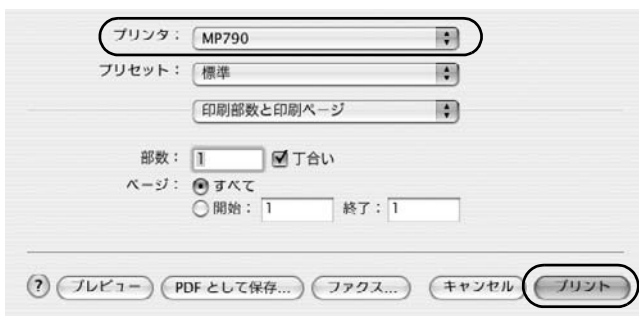 プリンタ： MP790
プリセット： 標準
印刷部数と印刷ページ
部数： 1 丁合い
ページ： すべて
開始： 1 終了： 1
? プレビュー PDF として保存... ファクス... キャンセル プリント